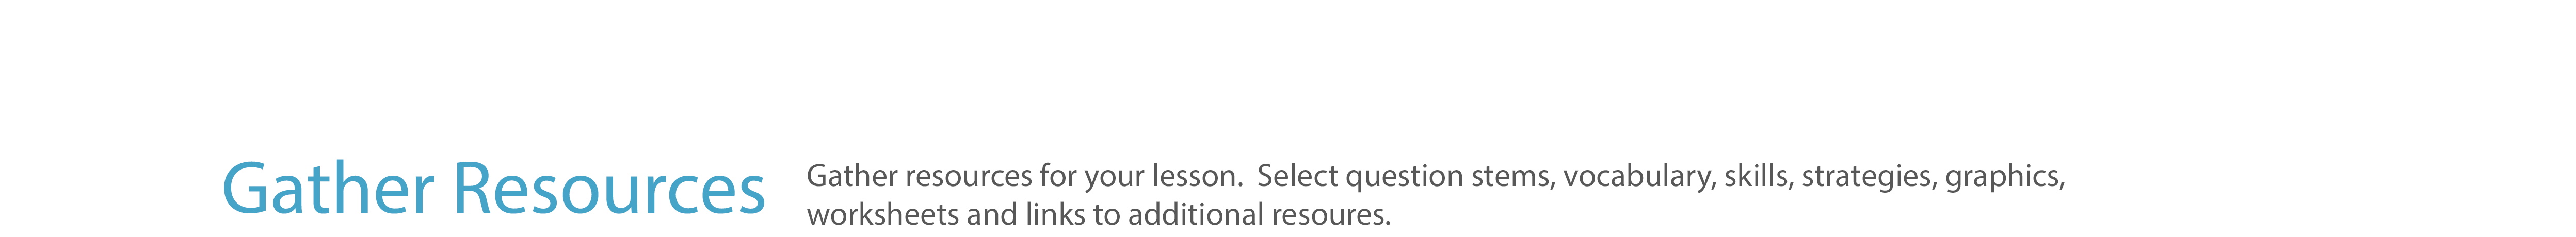 Gather Resources
Gather resources for your lesson.  Select question stems, vocabulary, skills, strategies, graphics,
worksheets and links to additional resoures.